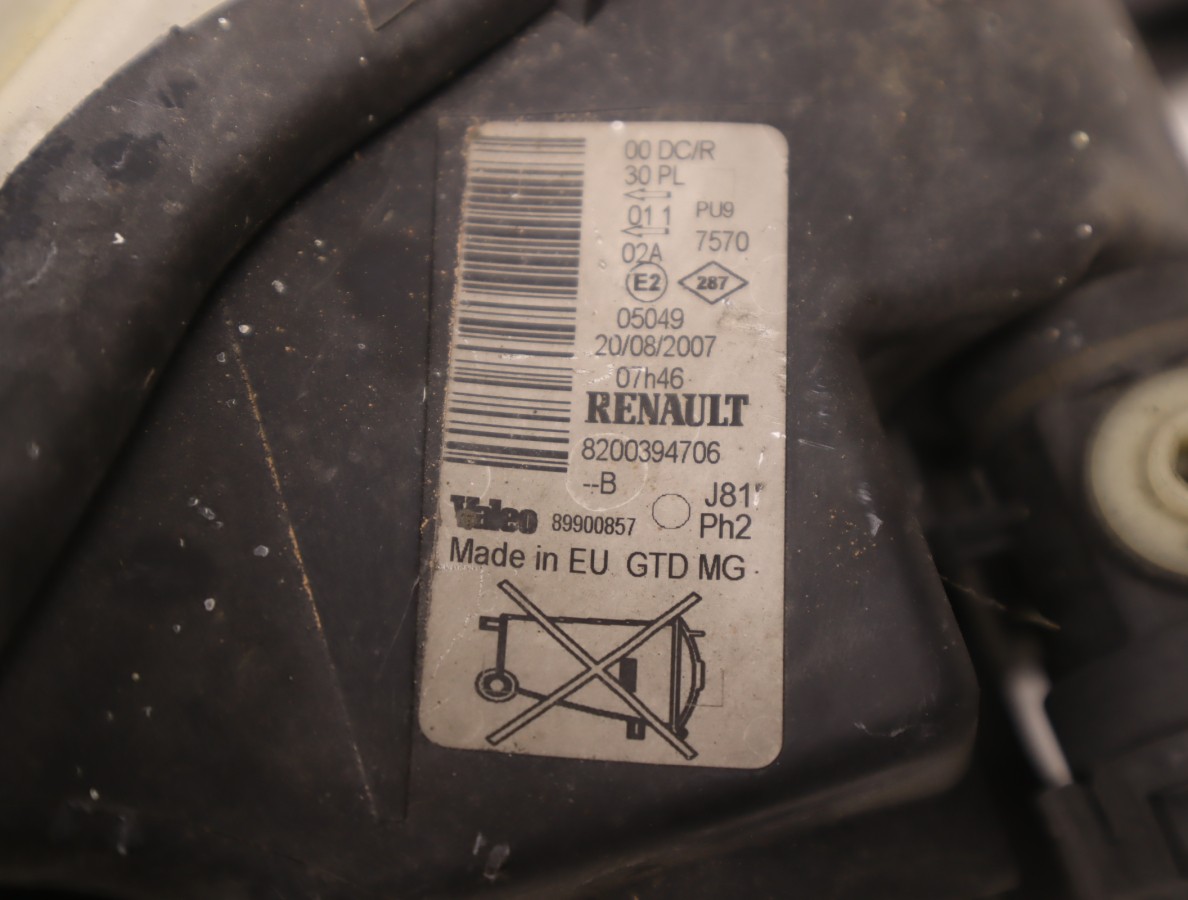 00 DC/R
30 PL
01 1 PU9
02A 7570
E2 287
05049
20/08/2007
07h46
RENAULT
8200394706
--B
J81
Valeo 89900857 Ph2
Made in EU GTD MG